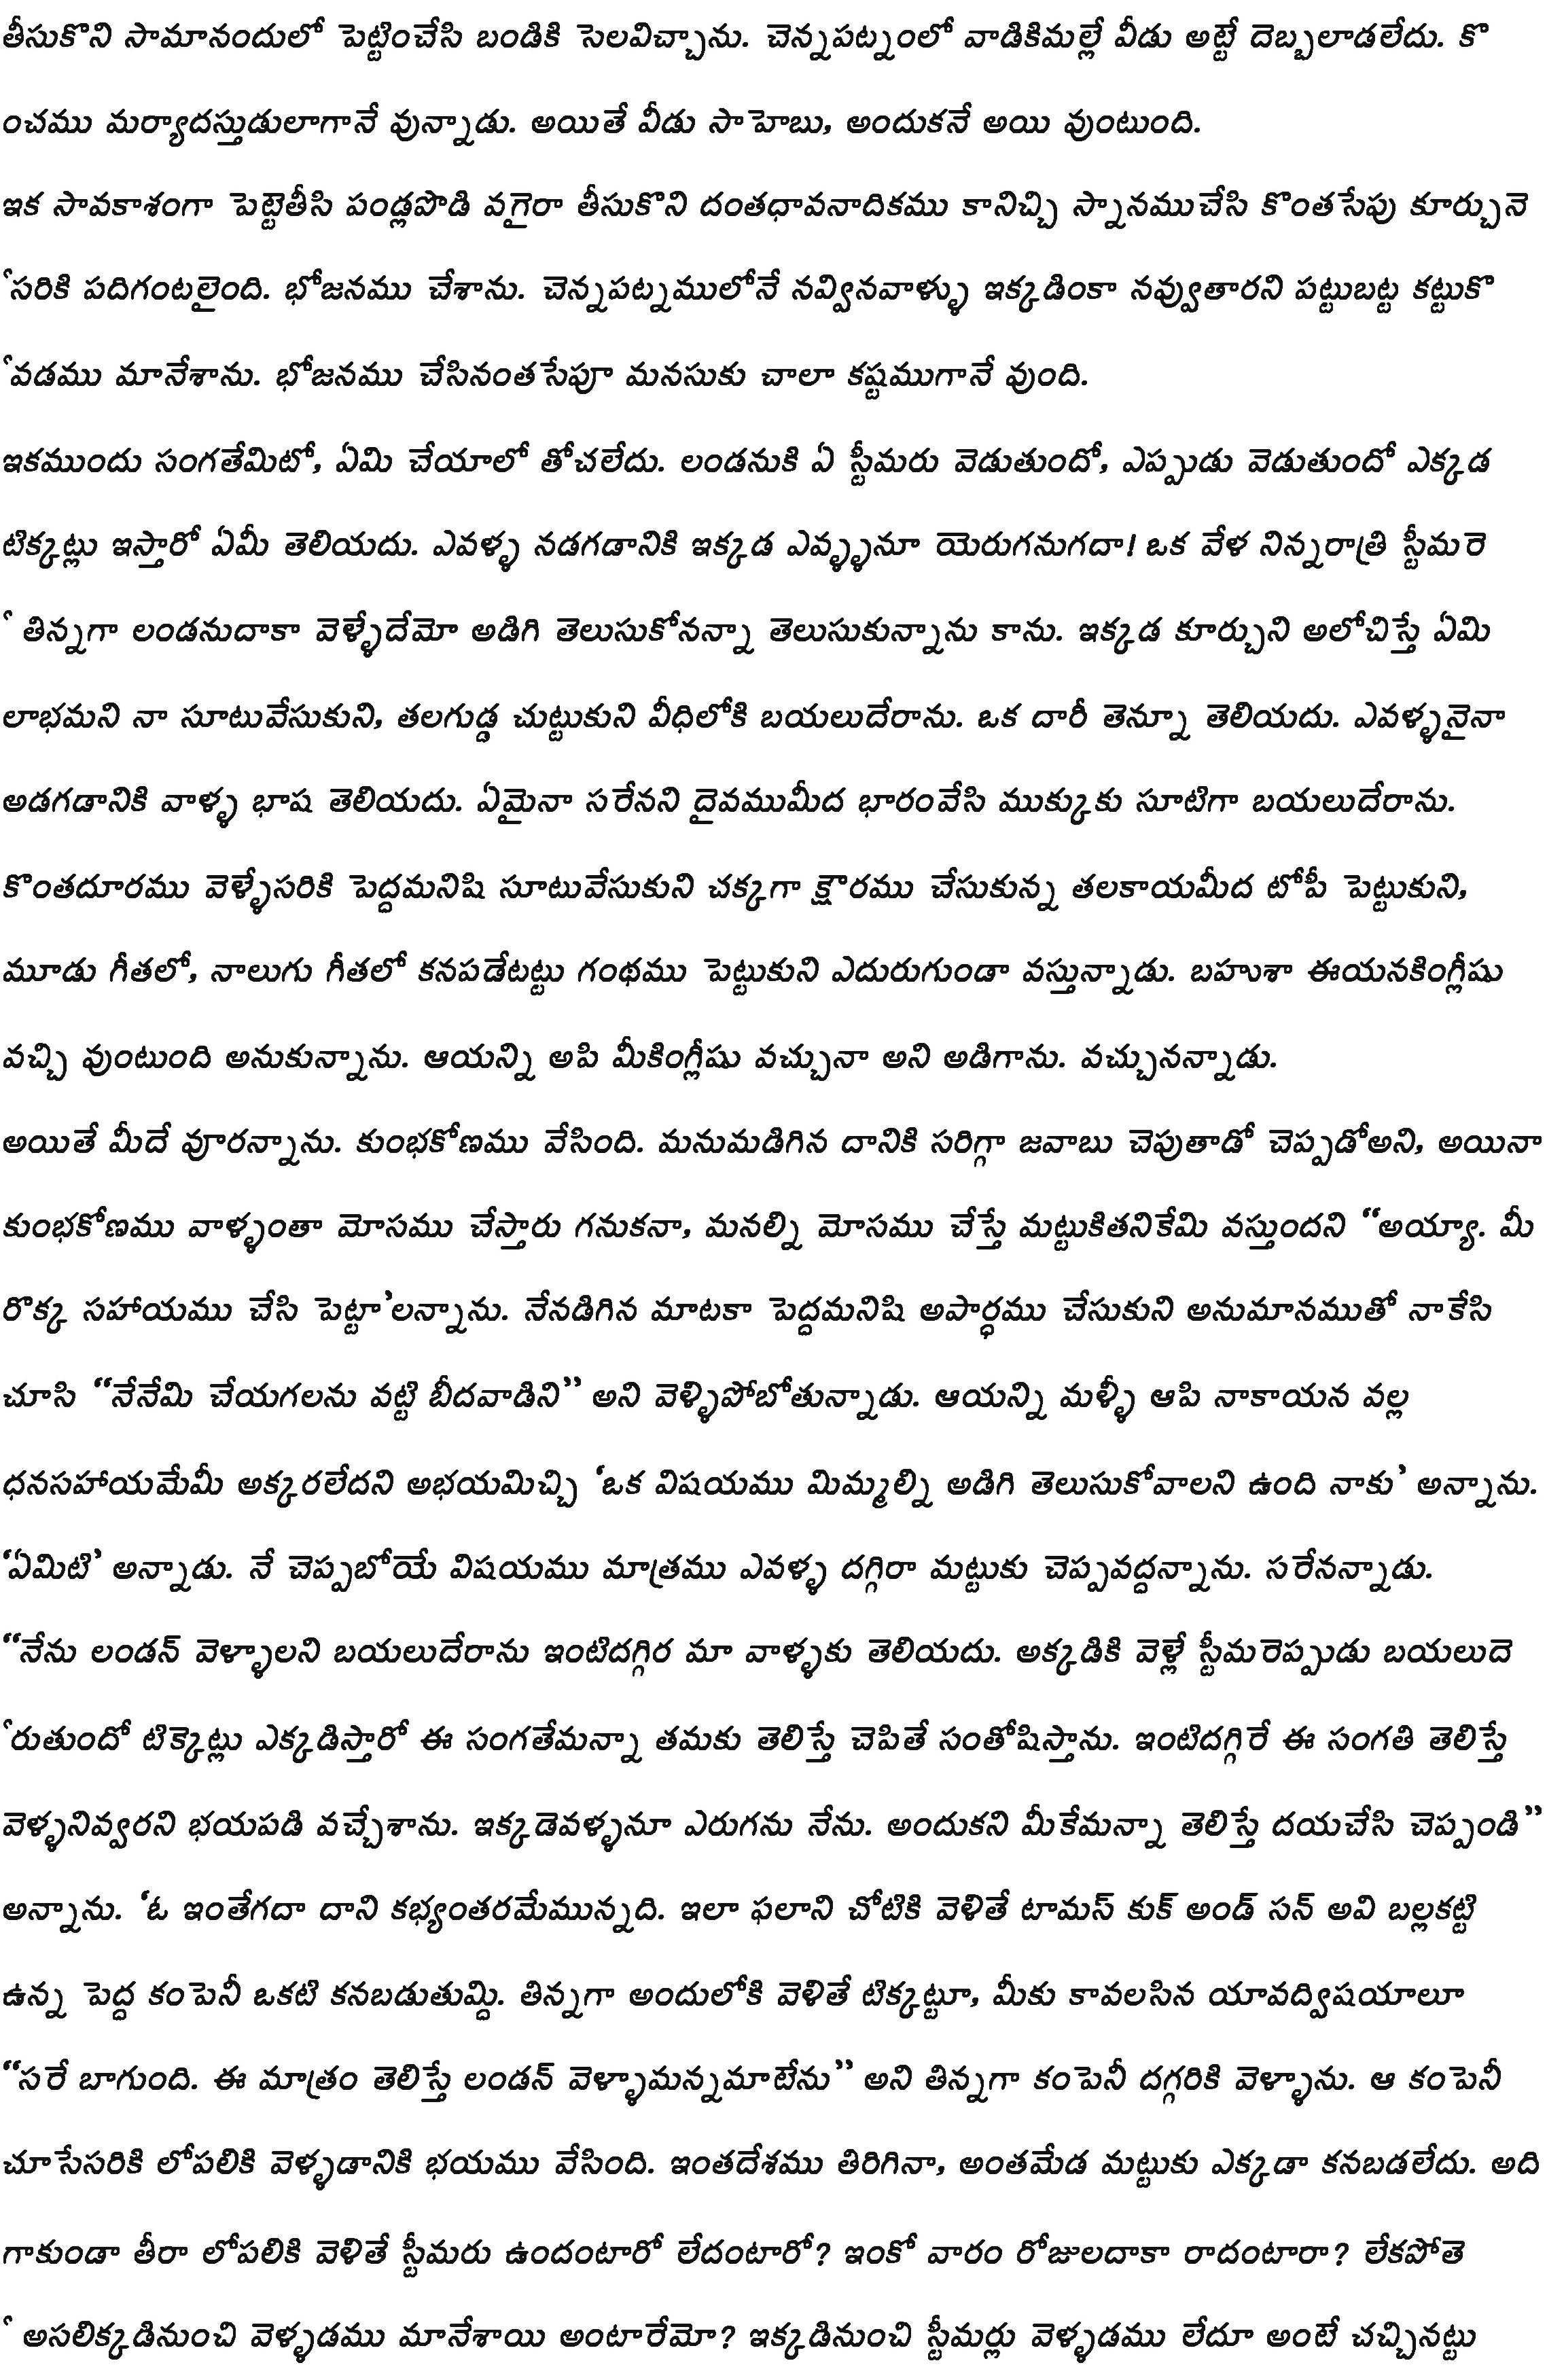 తీసుకొని సామానందులో పెట్టించేసి బండికి సెలవిచ్చాను. చెన్నపట్నంలో వాడికిమల్లే వీడు అట్టే దెబ్బలాడలేదు. కొ
ంచము మర్యాదస్తుడులాగానే వున్నాడు. అయితే వీడు సాహెబు, అందుకనే అయి వుంటుంది.
ఇక సావకాశంగా పెట్టెతీసి పండ్లపొడి వగైరా తీసుకొని దంతధావనాదికము కానిచ్చి స్నానముచేసి కొంతసేపు కూర్చునె
ేసరికి పదిగంటలైంది. భోజనము చేశాను. చెన్నపట్నములోనే నవ్వినవాళ్ళు ఇక్కడింకా నవ్వుతారని పట్టుబట్ట కట్టుకొ
ేవడము మానేశాను. భోజనము చేసినంతసేపూ మనసుకు చాలా కష్టముగానే వుంది.
ఇకముందు సంగతేమిటో, ఏమి చేయాలో తోచలేదు. లండనుకి ఏ స్టీమరు వెడుతుందో, ఎప్పుడు వెడుతుందో ఎక్కడ
టిక్కట్లు ఇస్తారో ఏమీ తెలియదు. ఎవళ్ళ నడగడానికి ఇక్కడ ఎవ్ళ్ళనూ యెరుగనుగదా! ఒక వేళ నిన్నరాత్రి స్టీమరె
ే తిన్నగా లండనుదాకా వెళ్ళేదేమో అడిగి తెలుసుకోనన్నా తెలుసుకున్నాను కాను. ఇక్కడ కూర్చుని అలోచిస్తే ఏమి
లాభమని నా సూటువేసుకుని, తలగుడ్డ చుట్టుకుని వీధిలోకి బయలుదేరాను. ఒక దారీ తెన్నూ తెలియదు. ఎవళ్ళనైనా
అడగడానికి వాళ్ళ భాష తెలియదు. ఏమైనా సరేనని దైవముమీద భారంవేసి ముక్కుకు సూటిగా బయలుదేరాను.
కొంతదూరము వెళ్ళేసరికి పెద్దమనిషి సూటువేసుకుని చక్కగా క్షౌరము చేసుకున్న తలకాయమీద టోపీ పెట్టుకుని,
మూడు గీతలో, నాలుగు గీతలో కనపడేటట్టు గంథము పెట్టుకుని ఎదురుగుండా వస్తున్నాడు. బహుశా ఈయనకింగ్లీషు
వచ్చి వుంటుంది అనుకున్నాను. ఆయన్ని అపి మీకింగ్లీషు వచ్చునా అని అడిగాను. వచ్చునన్నాడు.
అయితే మీదే వూరన్నాను. కుంభకోణము వేసింది. మనుమడిగిన దానికి సరిగ్గా జవాబు చెపుతాడో చెప్పడోఅని, అయినా
కుంభకోణము వాళ్ళంతా మోసము చేస్తారు గనుకనా, మనల్ని మోసము చేస్తే మట్టుకితనికేమి వస్తుందని “అయ్యా. మీ
రొక్క సహాయము చేసి పెట్టా’లన్నాను. నేనడిగిన మాటకా పెద్దమనిషి అపార్ధము చేసుకుని అనుమానముతో నాకేసి
చూసి “నేనేమి చేయగలను వట్టి బీదవాడిని” అని వెళ్ళిపోబోతున్నాడు. ఆయన్ని మళ్ళీ ఆపి నాకాయన వల్ల
ధనసహాయమేమీ అక్కరలేదని అభయమిచ్చి ‘ఒక విషయము మిమ్మల్ని అడిగి తెలుసుకోవాలని ఉంది నాకు’ అన్నాను.
‘ఏమిటి’ అన్నాడు. నే చెప్పబోయే విషయము మాత్రము ఎవళ్ళ దగ్గిరా మట్టుకు చెప్పవద్దన్నాను. సరేనన్నాడు.
“నేను లండన్ వెళ్ళాలని బయలుదేరాను ఇంటిదగ్గిర మా వాళ్ళకు తెలియదు. అక్కడికి వెళ్లే స్టీమరెప్పుడు బయలుదె
ేరుతుందో టిక్కెట్లు ఎక్కడిస్తారో ఈ సంగతేమన్నా తమకు తెలిస్తే చెపితే సంతోషిస్తాను. ఇంటిదగ్గిరే ఈ సంగతి తెలిస్తే
వెళ్ళనివ్వరని భయపడి వచ్చేశాను. ఇక్కడెవళ్ళనూ ఎరుగను నేను. అందుకని మీకేమన్నా తెలిస్తే దయచేసి చెప్పండి”
అన్నాను. ‘ఓ ఇంతేగదా దాని కభ్యంతరమేమున్నది. ఇలా ఫలాని చోటికి వెళితే టామస్ కుక్ అండ్ సన్ అవి బల్లకట్టి
ఉన్న పెద్ద కంపెనీ ఒకటి కనబడుతుమ్ది. తిన్నగా అందులోకి వెళితే టిక్కట్టూ, మీకు కావలసిన యావద్విషయాలూ
“సరే బాగుంది. ఈ మాత్రం తెలిస్తే లండన్ వెళ్ళామన్నమాటేను” అని తిన్నగా కంపెనీ దగ్గరికి వెళ్ళాను. ఆ కంపెనీ
చూసేసరికి లోపలికి వెళ్ళడానికి భయము వేసింది. ఇంతదేశము తిరిగినా, అంతమేడ మట్టుకు ఎక్కడా కనబడలేదు. అది
గాకుండా తీరా లోపలికి వెళితే స్టీమరు ఉందంటారో లేదంటారో? ఇంకో వారం రోజులదాకా రాదంటారా? లేకపోతె
ే అసలిక్కడినుంచి వెళ్ళడము మానేశాయి అంటారేమో? ఇక్కడినుంచి స్టీమర్లు వెళ్ళడము లేదూ అంటే చచ్చినట్టు